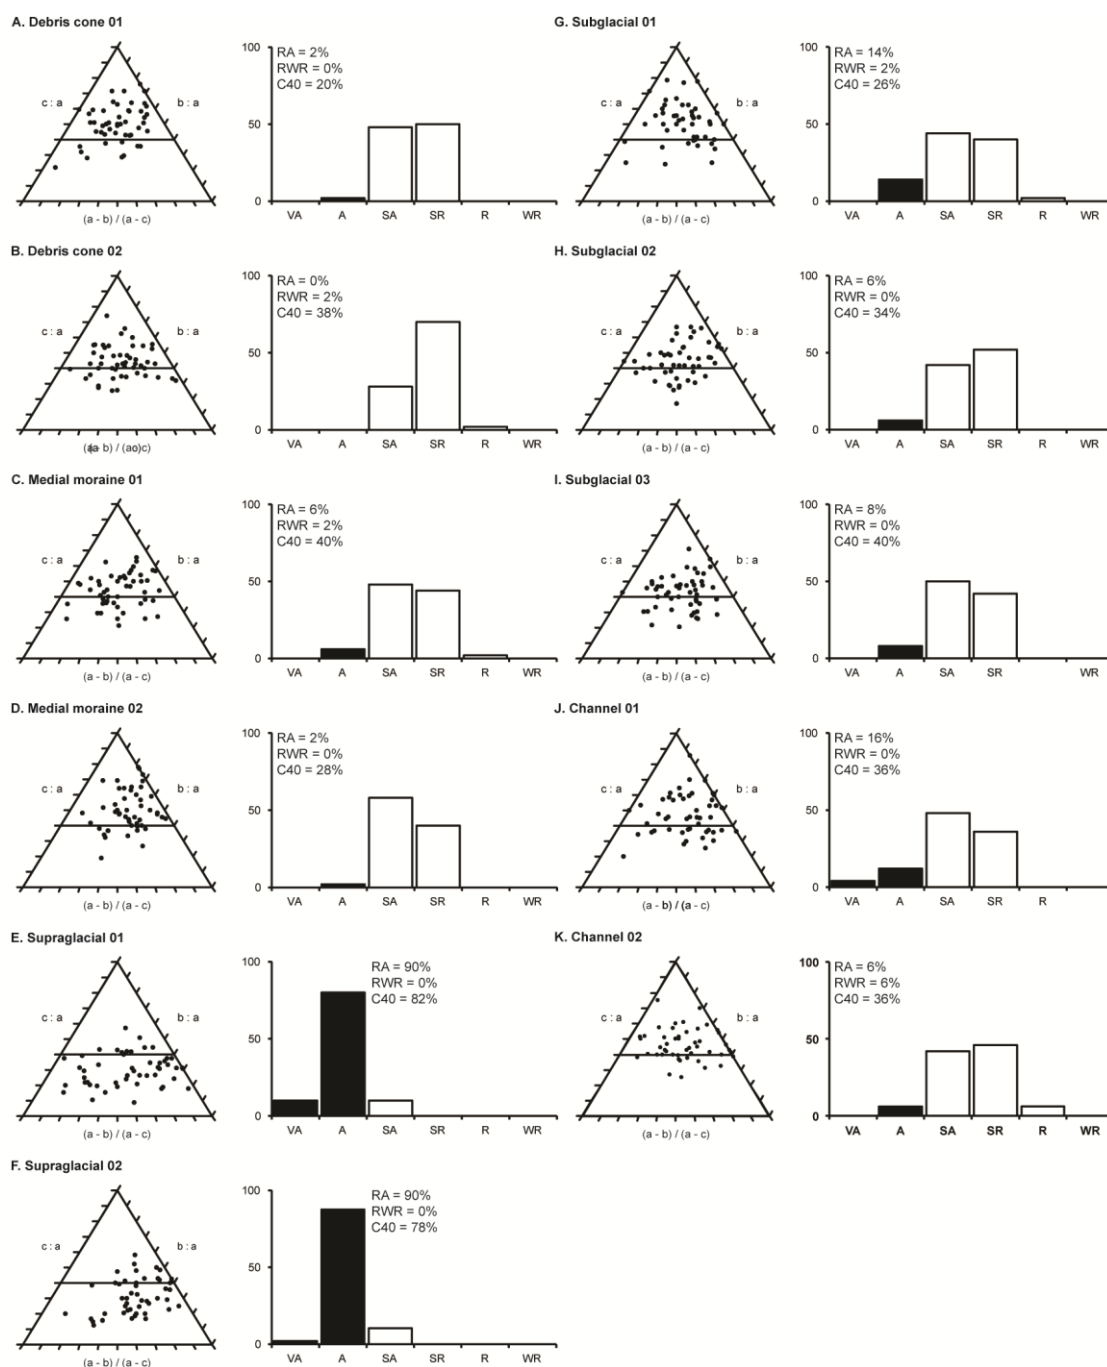 A. Debris cone 01
c : a
b : a
(a - b) / (a - c)
100
50
0
RA = 2%
RWR = 0%
C40 = 20%
VA A SA SR R WR
B. Debris cone 02
c : a
b : a
100
50
0
RA = 0%
RWR = 2%
C40 = 38%
VA A SA SR R WR
C. Medial moraine 01
c : a
b : a
(a - b) / (a - c)
100
50
0
RA = 6%
RWR = 2%
C40 = 40%
VA A SA SR R WR
D. Medial moraine 02
c : a
b : a
(a - b) / (a - c)
100
50
0
RA = 2%
RWR = 0%
C40 = 28%
VA A SA SR R WR
E. Supraglacial 01
c : a
b : a
(a - b) / (a - c)
100
50
0
RA = 90%
RWR = 0%
C40 = 82%
VA A SA SR R WR
F. Supraglacial 02
c : a
b : a
(a - b) / (a - c)
100
50
0
RA = 90%
RWR = 0%
C40 = 78%
VA A SA SR R WR
G. Subglacial 01
c : a
b : a
(a - b) / (a - c)
100
50
0
RA = 14%
RWR = 2%
C40 = 26%
VA A SA SR R WR
H. Subglacial 02
c : a
b : a
(a - b) / (a - c)
100
50
0
RA = 6%
RWR = 0%
C40 = 34%
VA A SA SR R WR
I. Subglacial 03
c : a
b : a
(a - b) / (a - c)
100
50
0
RA = 8%
RWR = 0%
C40 = 40%
VA A SA SR WR
J. Channel 01
c : a
b : a
(a - b) / (a - c)
100
50
0
RA = 16%
RWR = 0%
C40 = 36%
VA A SA SR R
K. Channel 02
c : a
b : a
(a - b) / (a - c)
100
50
0
RA = 6%
RWR = 6%
C40 = 36%
VA A SA SR R WR